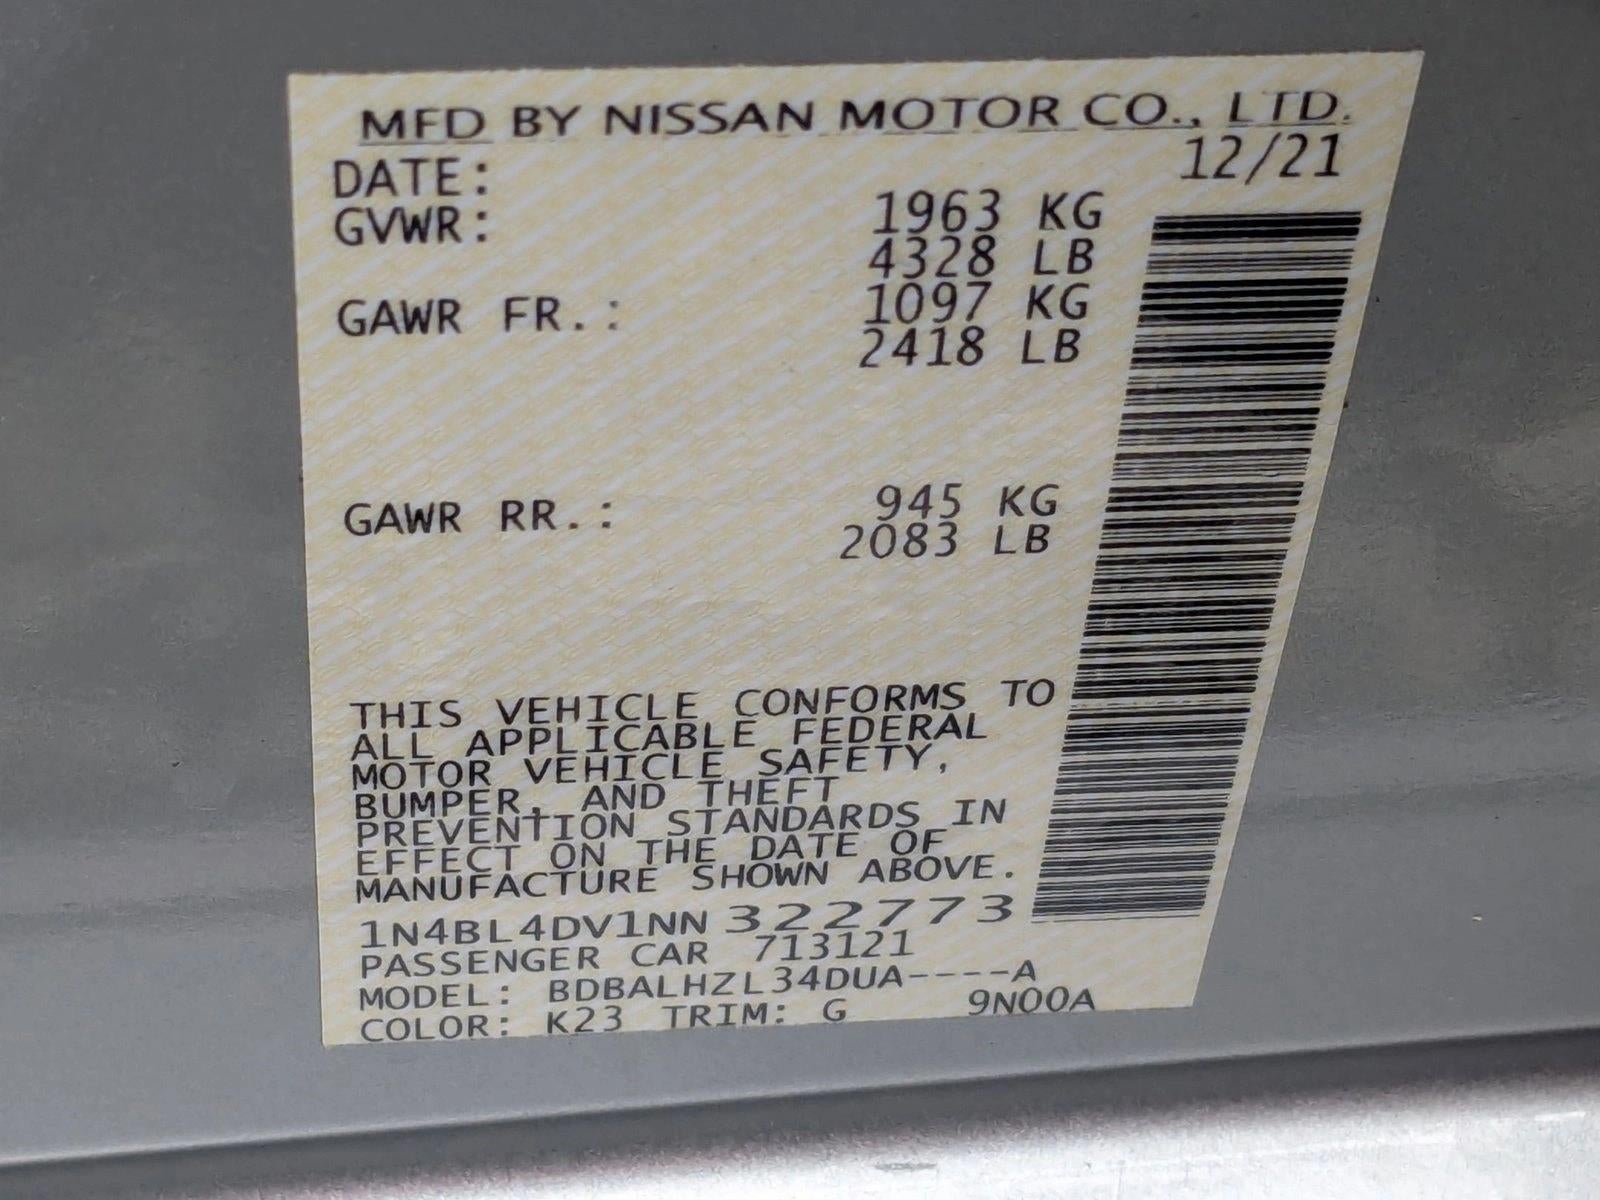 MFD BY NISSAN MOTOR CO., LTD.
DATE: 12/21
GVWR: 1963 KG
4328 LB
GAWR FR.: 1097 KG
2418 LB
GAWR RR.: 945 KG
2083 LB
THIS VEHICLE CONFORMS TO
ALL APPLICABLE FEDERAL
MOTOR VEHICLE SAFETY,
BUMPER, AND THEFT
PREVENTION STANDARDS IN
EFFECT ON THE DATE OF
MANUFACTURE SHOWN ABOVE.
1N4BL4DV1NN 322773
PASSENGER CAR 713121
MODEL: BDBALHZL34DUA----A
COLOR: K23 TRIM: G 9N00A